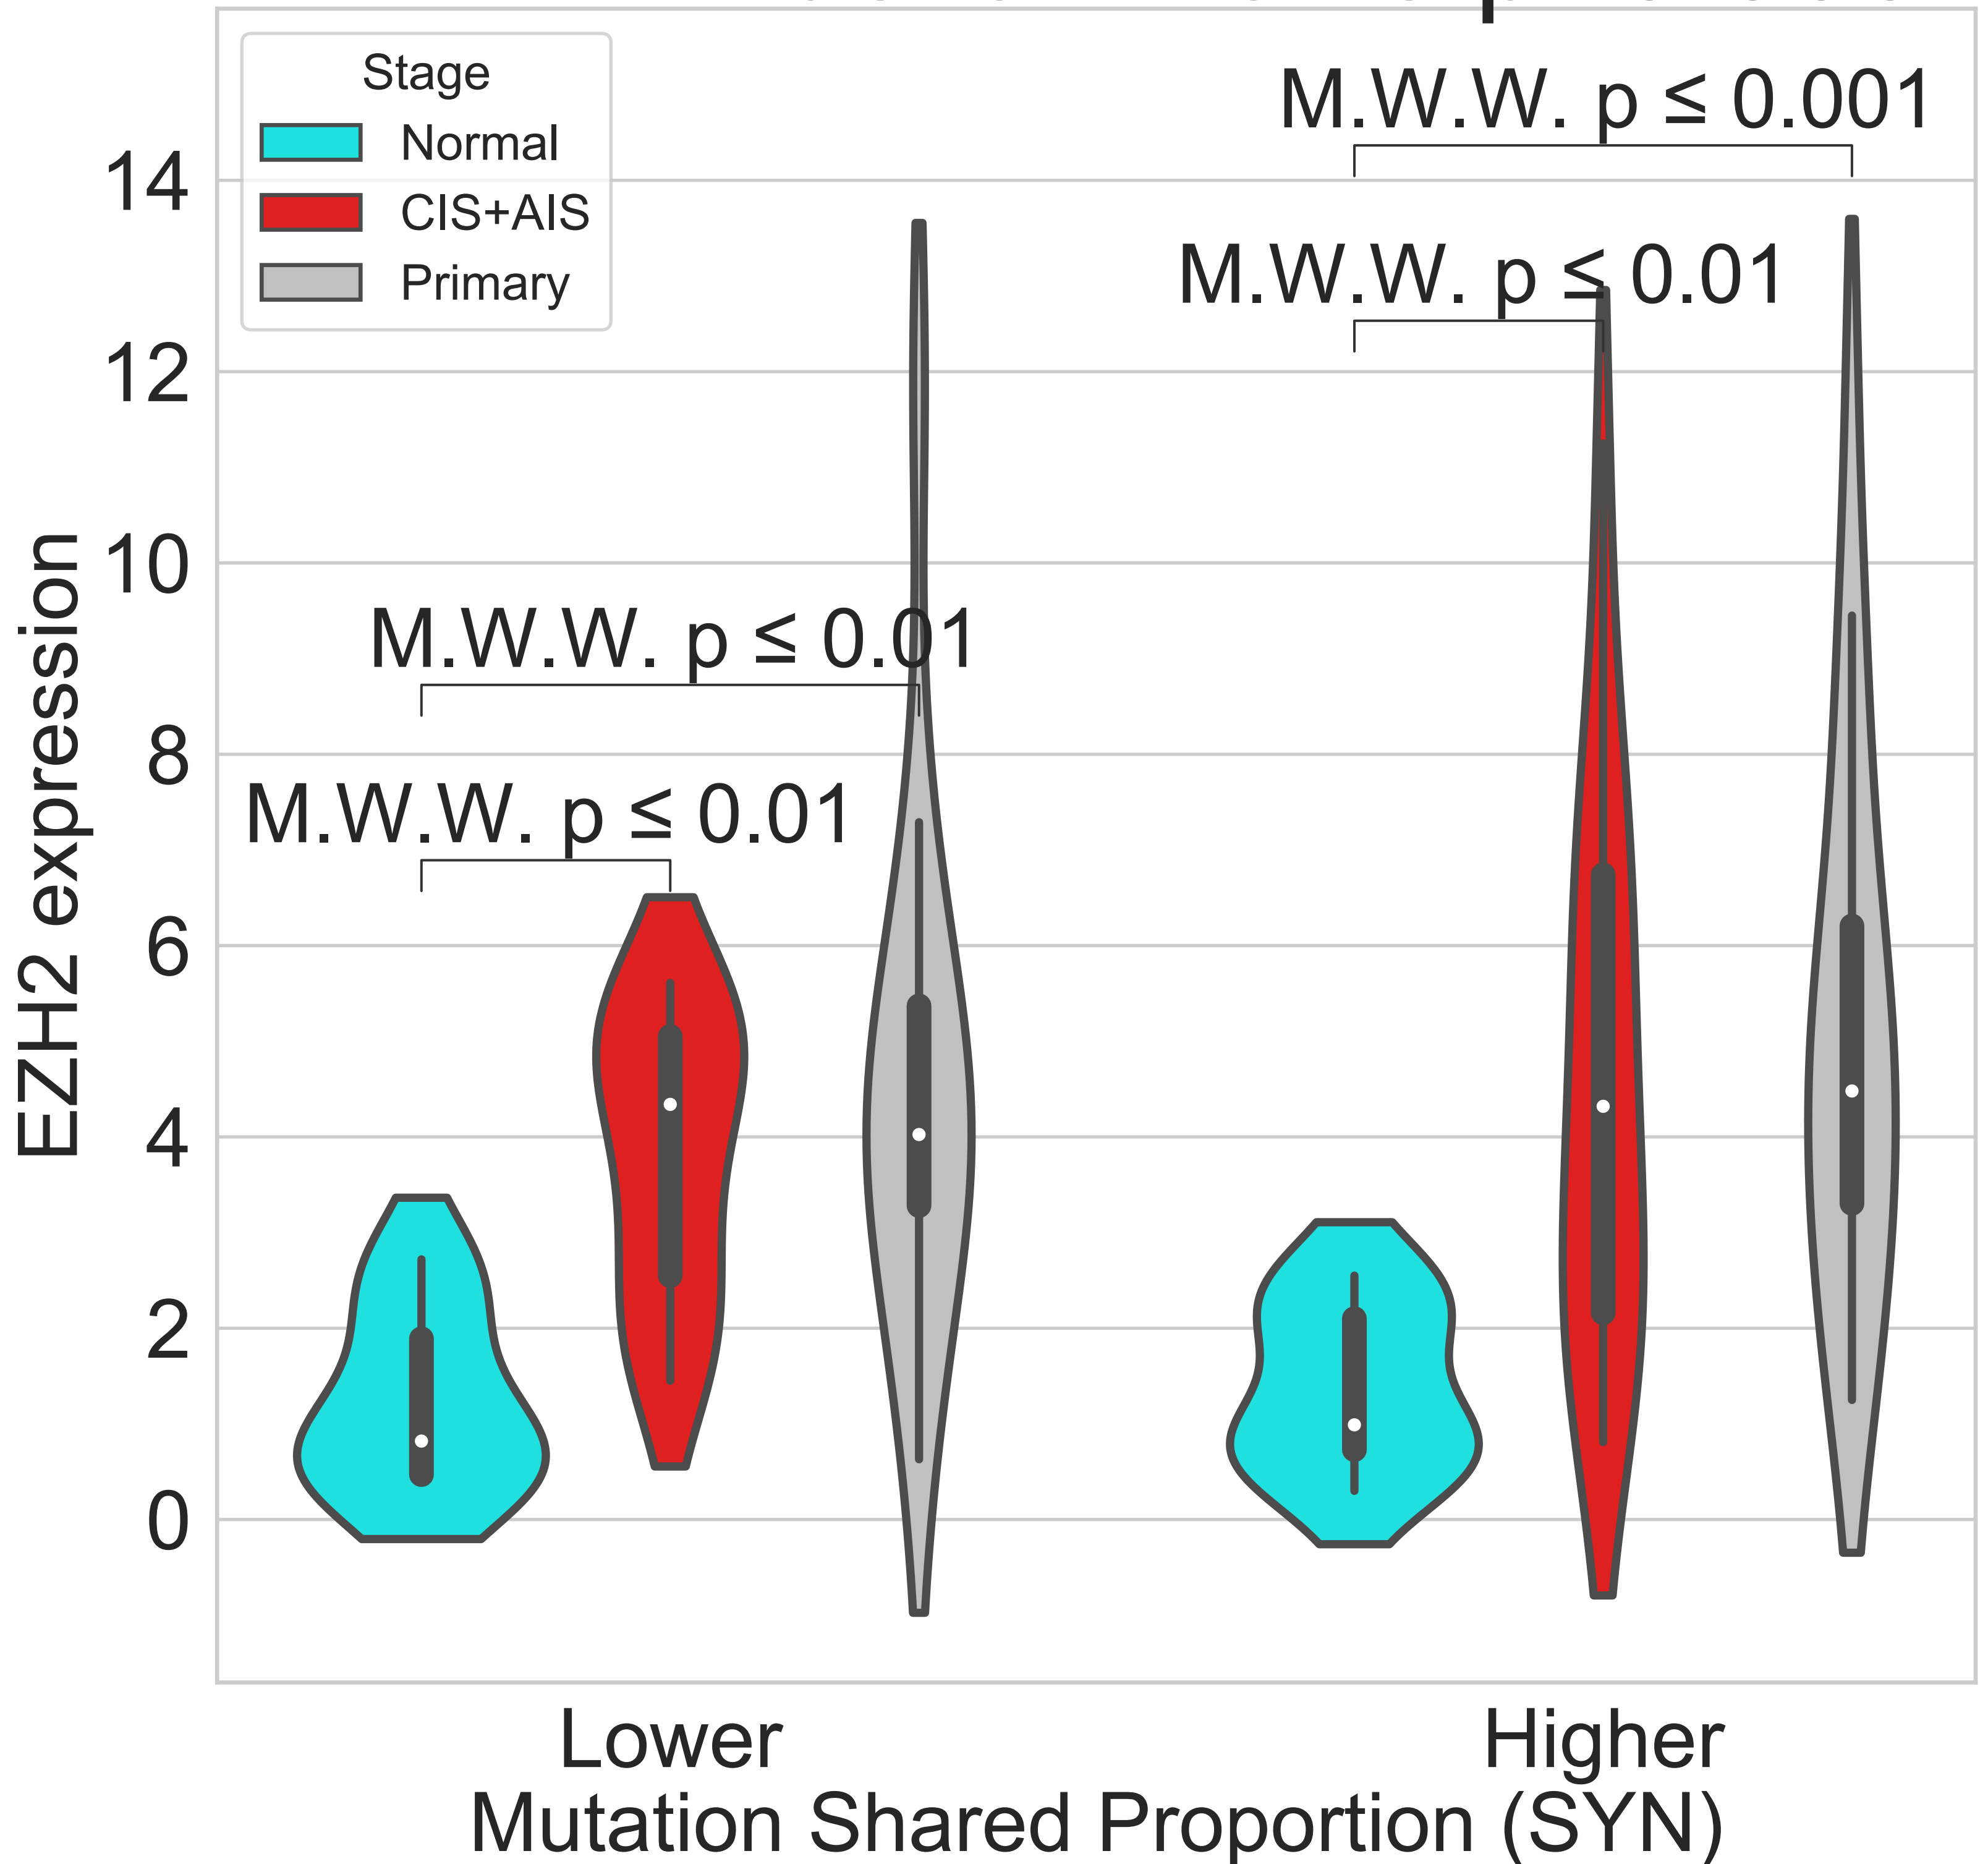 Stage
Normal
CIS+AIS
Primary
M.W.W. p ≤ 0.001
M.W.W. p ≤ 0.01
M.W.W. p ≤ 0.01
M.W.W. p ≤ 0.01
14
12
10
8
6
4
2
0
EZH2 expression
Lower
Higher
Mutation Shared Proportion (SYN)